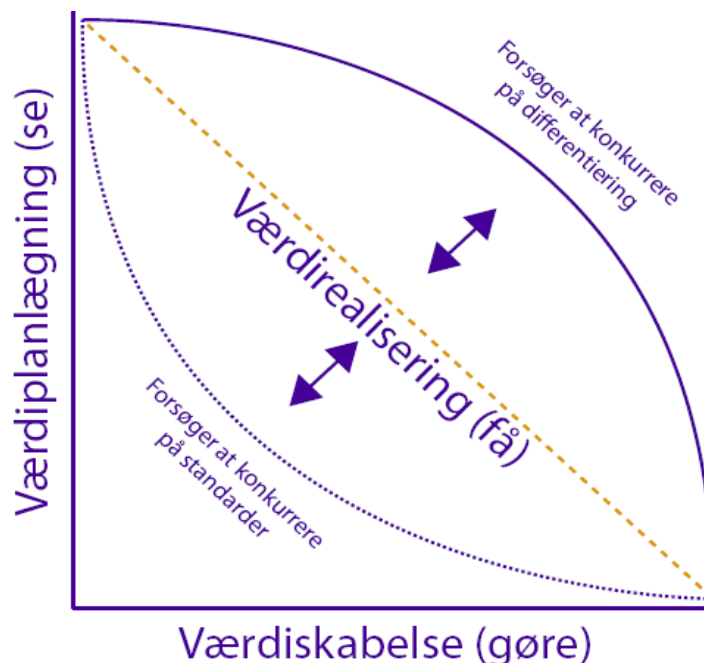 Værdiplanlægning (se)
Forsøger at konkurrere
på differentiering
Værdirealisering (få)
Forsøger at konkurrere
på standarder
Værdiskabelse (gøre)